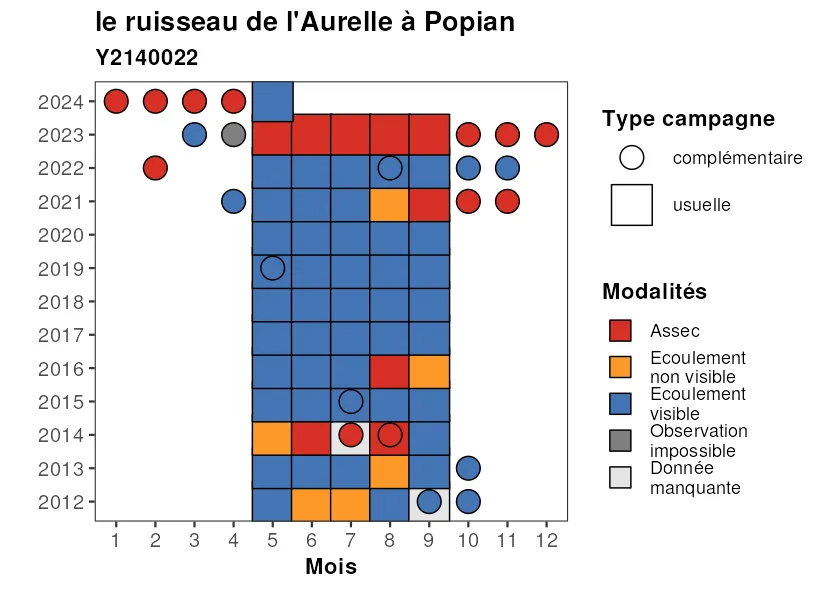 le ruisseau de l'Aurelle à Popian
Y2140022
2024
2023
2022
2021
2020
2019
2018
2017
2016
2015
2014
2013
2012
1 2 3 4 5 6 7 8 9 10 11 12
Mois
Type campagne
complémentaire
usuelle
Modalités
Assec
Ecoulement
non visible
Ecoulement
visible
Observation
impossible
Donnée
manquante